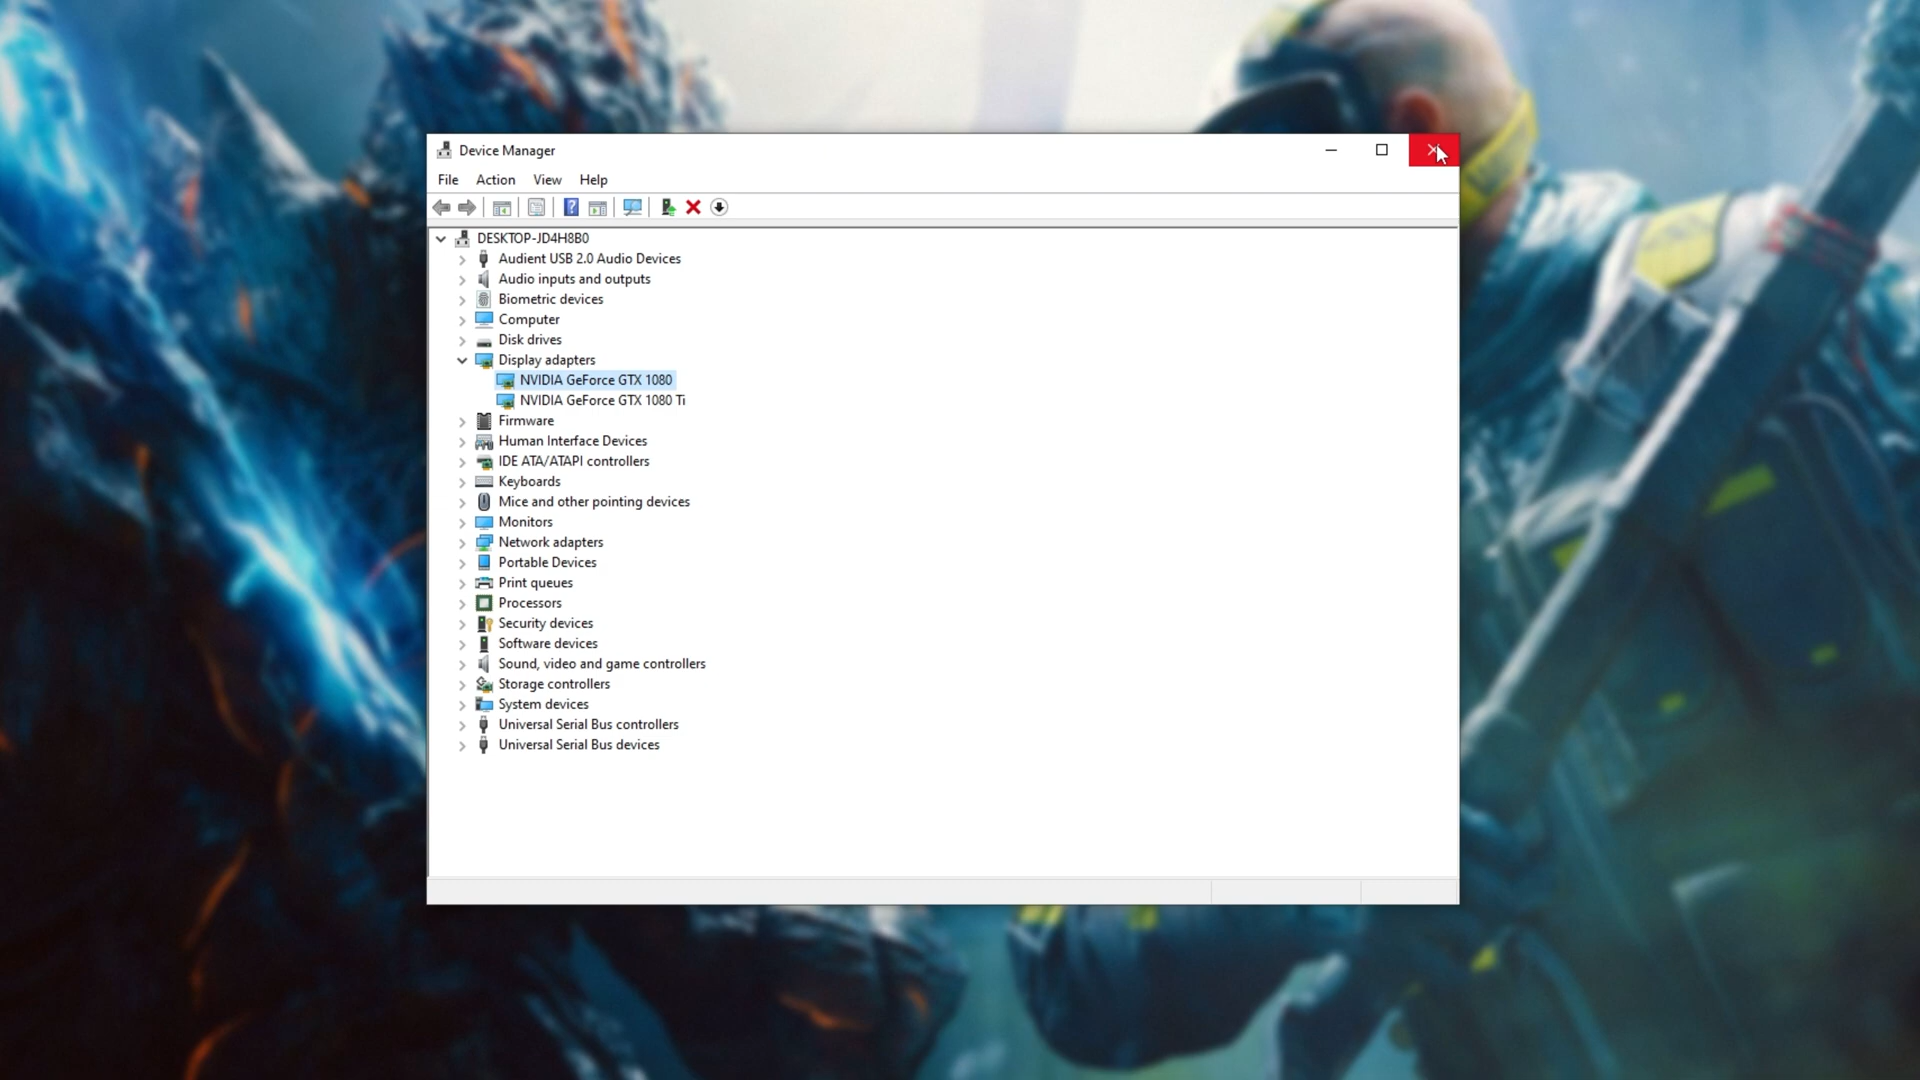 Device Manager
File Action View Help
DESKTOP-JD4H8B0
Audient USB 2.0 Audio Devices
Audio inputs and outputs
Biometric devices
Computer
Disk drives
Display adapters
NVIDIA GeForce GTX 1080
NVIDIA GeForce GTX 1080 Ti
Firmware
Human Interface Devices
IDE ATA/ATAPI controllers
Keyboards
Mice and other pointing devices
Monitors
Network adapters
Portable Devices
Print queues
Processors
Security devices
Software devices
Sound, video and game controllers
Storage controllers
System devices
Universal Serial Bus controllers
Universal Serial Bus devices